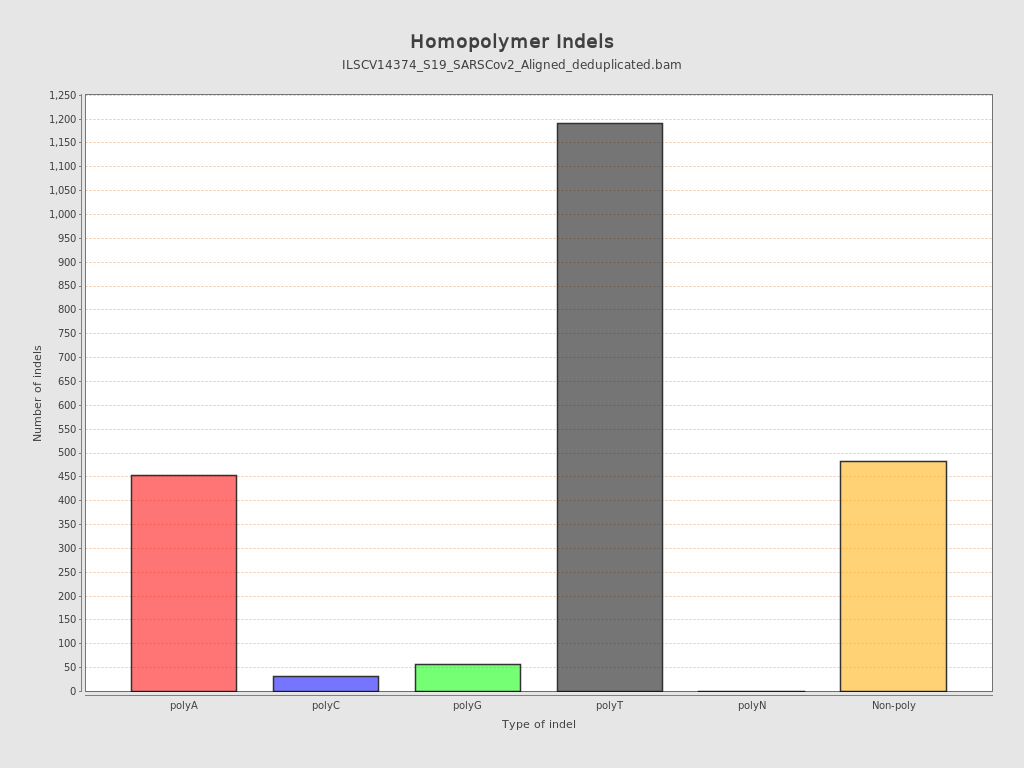 Homopolymer Indels
ILSCV14374_S19_SARSCov2_Aligned_deduplicated.bam
1,250
1,200
1,150
1,100
1,050
1,000
950
900
850
800
750
700
650
600
550
500
450
400
350
300
250
200
150
100
50
0
Number of indels
polyA
polyC
polyG
polyT
polyN
Non-poly
Type of indel